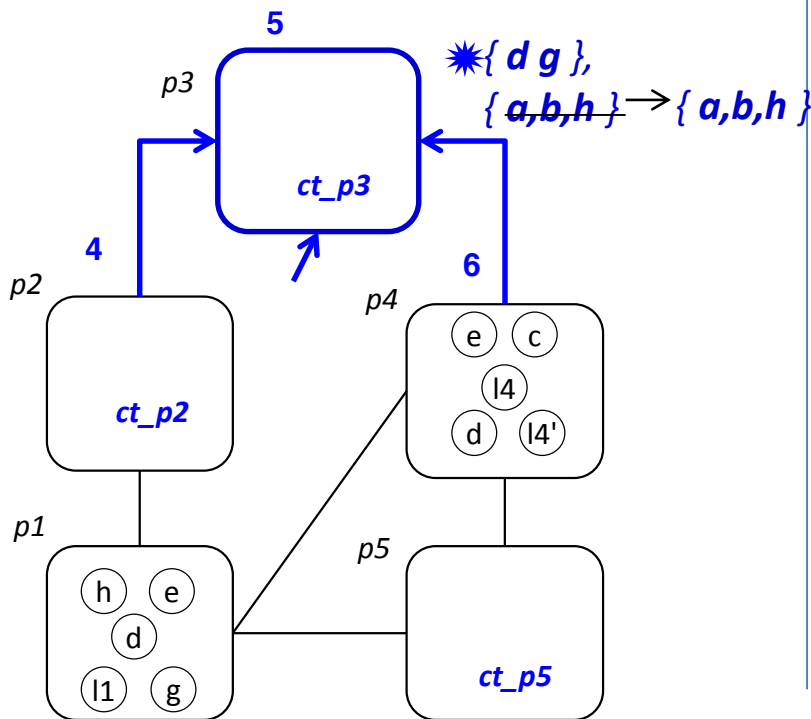 5
{ d g },
p3
{ a,b,h } → { a,b,h }
ct_p3
4
6
p2
p4
e c
l4
ct_p2
d l4'
p1
p5
h e
d
l1 g
ct_p5